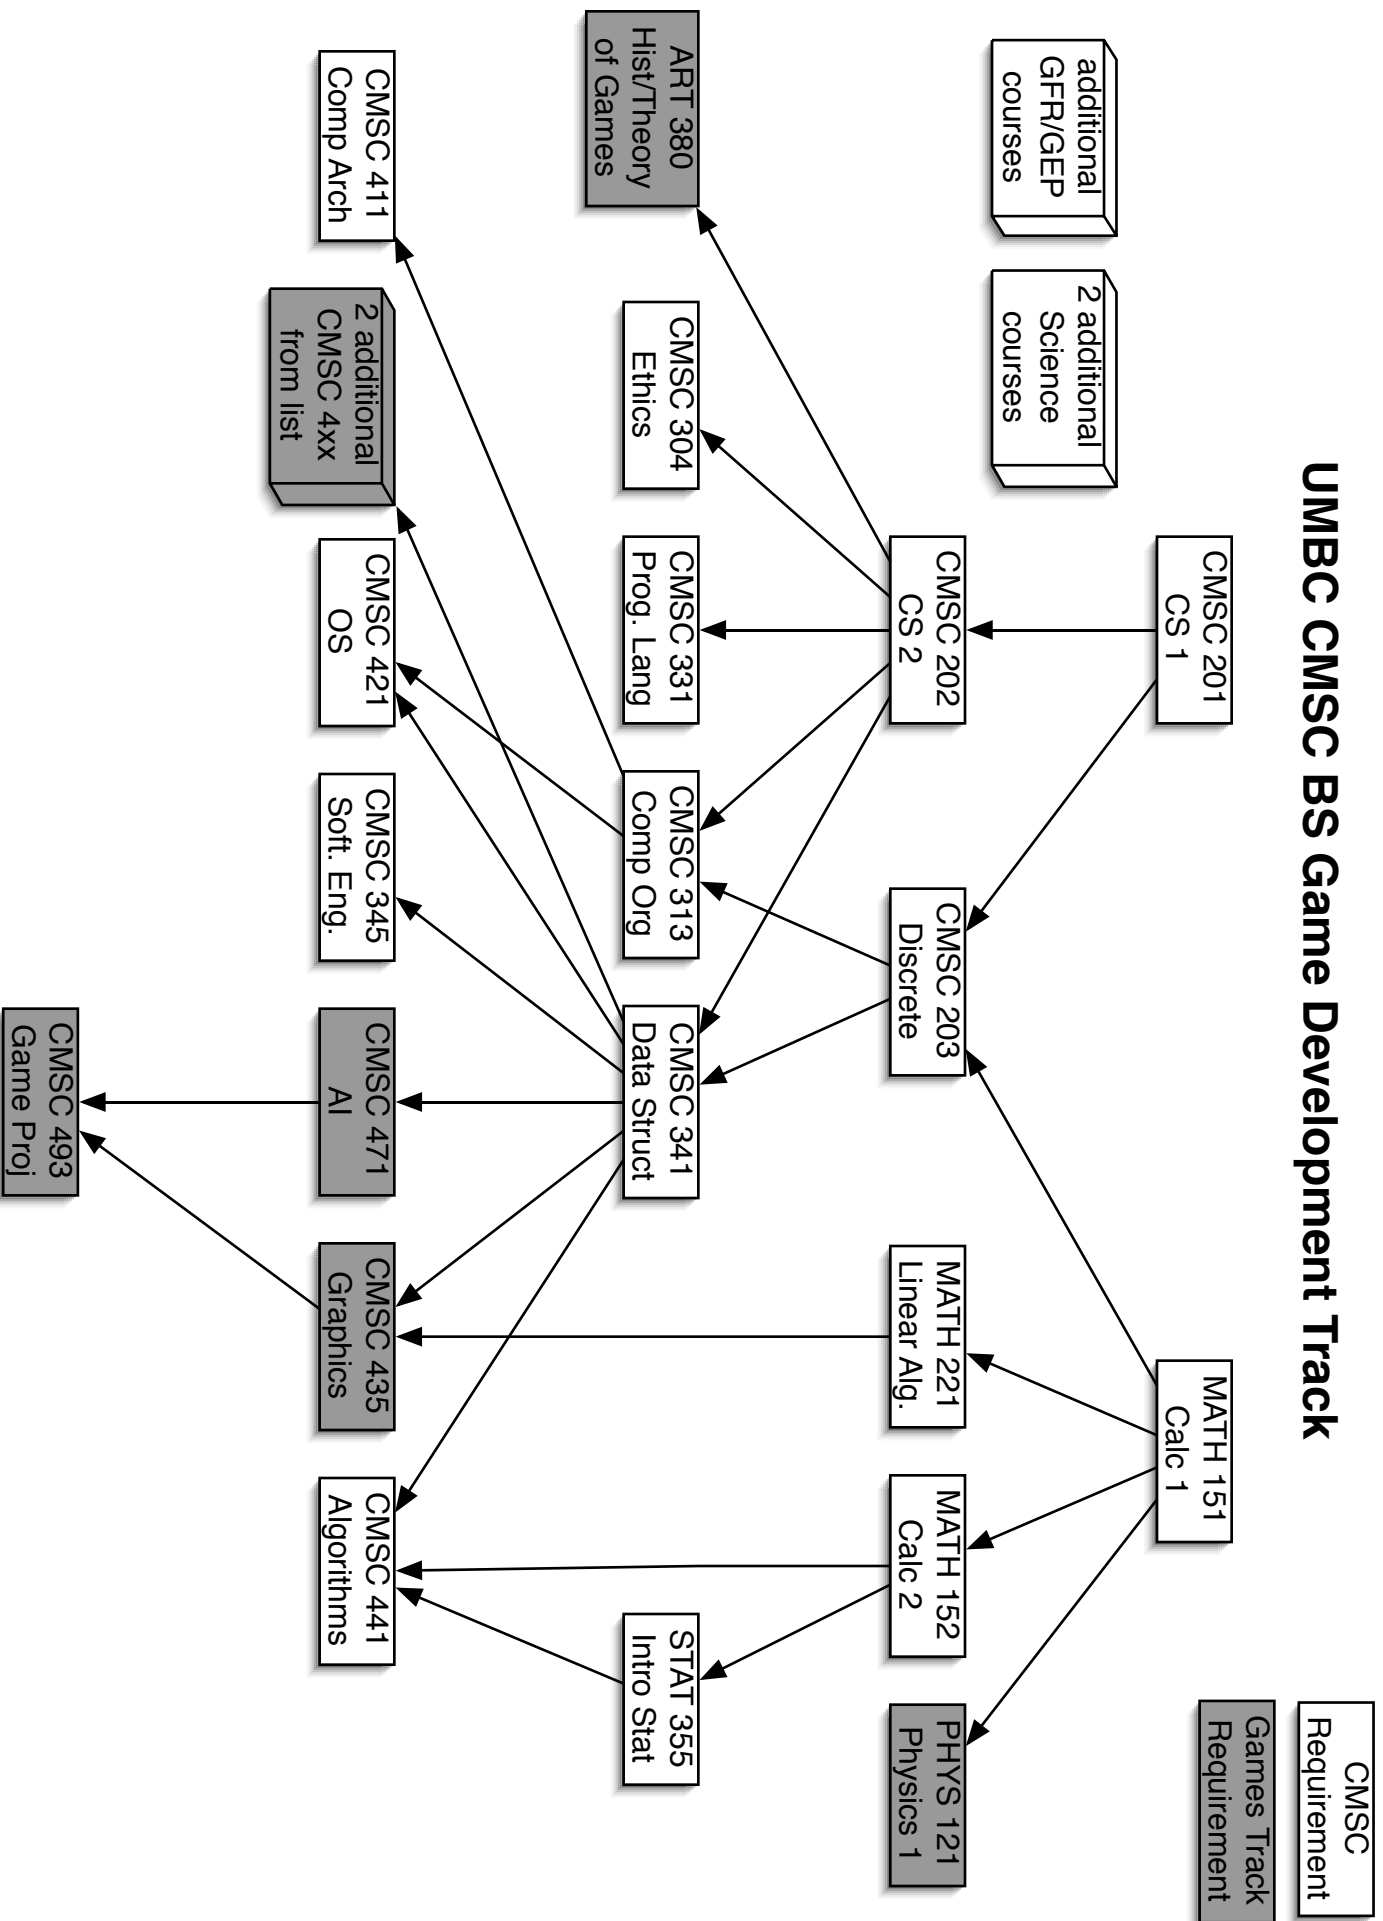 UMBC CMSC BS Game Development Track
CMSC
Requirement
Games Track
Requirement
additional
GFR/GEP
courses
2 additional
Science
courses
CMSC 201
CS 1
MATH 151
Calc 1
CMSC 202
CS 2
CMSC 203
Discrete
MATH 221
Linear Alg.
MATH 152
Calc 2
PHYS 121
Physics 1
ART 380
Hist/Theory
of Games
CMSC 304
Ethics
CMSC 331
Prog. Lang
CMSC 313
Comp Org
CMSC 341
Data Struct
STAT 355
Intro Stat
CMSC 411
Comp Arch
2 additional
CMSC 4xx
from list
CMSC 421
OS
CMSC 345
Soft. Eng.
CMSC 471
AI
CMSC 435
Graphics
CMSC 441
Algorithms
CMSC 493
Game Proj